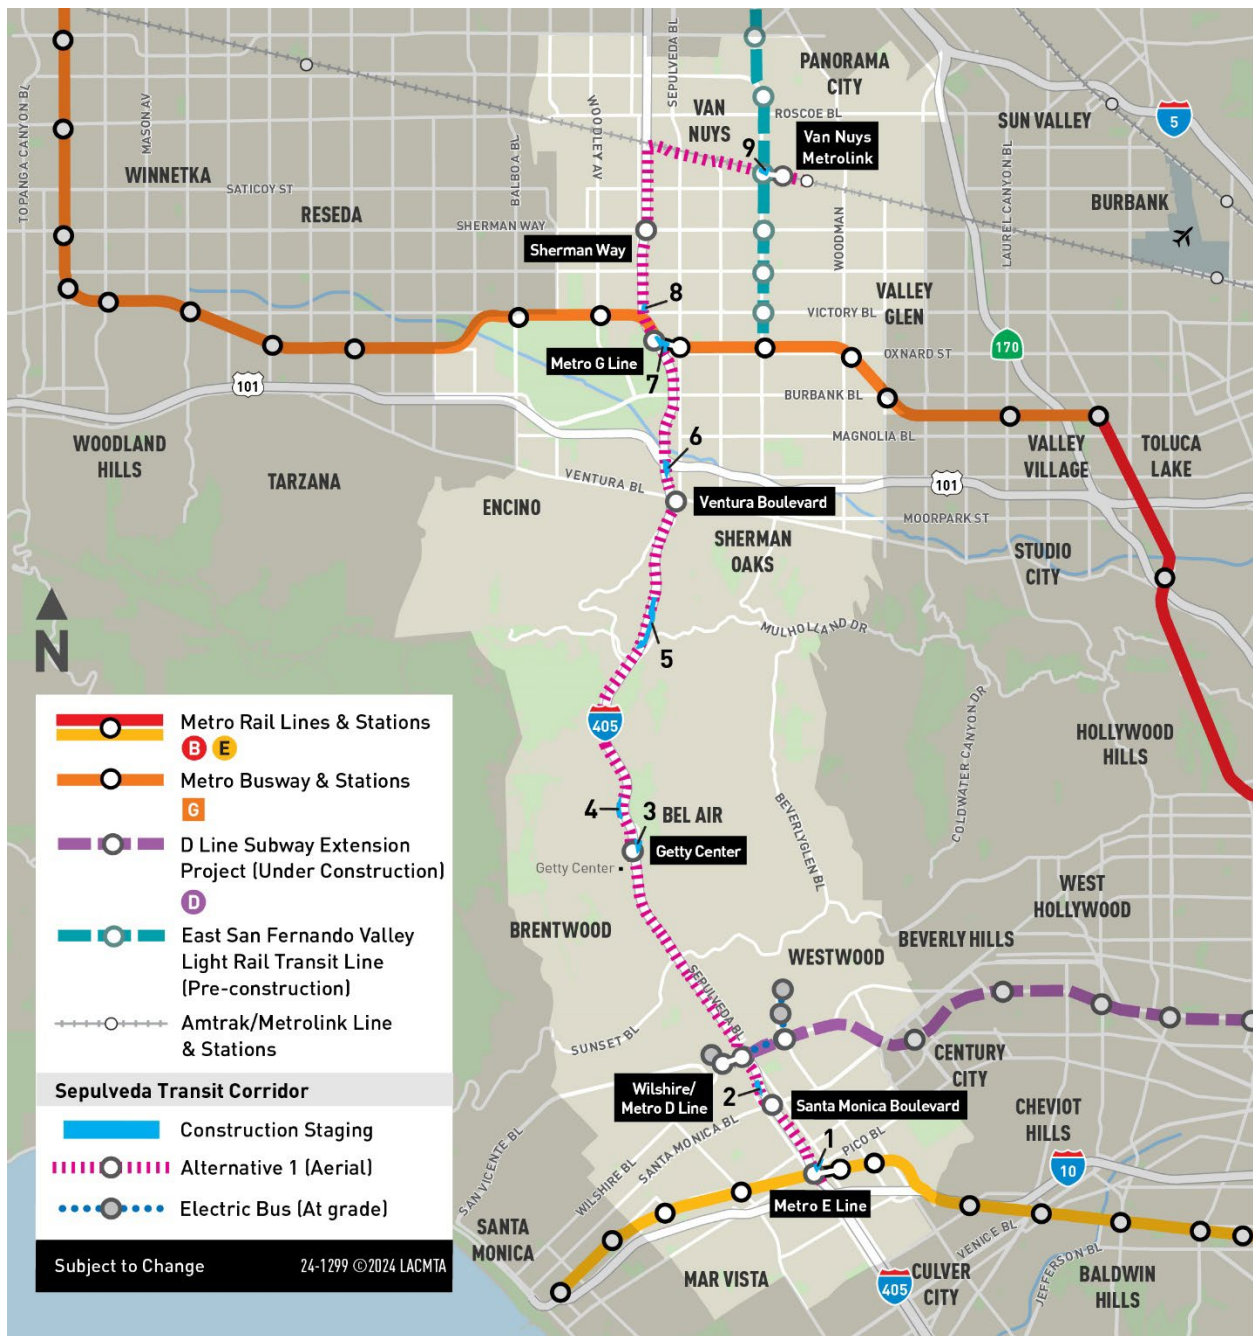 TOPANGA CANYON BL
MASON AV
WINNETKA
SATICOY ST
RESEDA
BALBOA BL
SHERMAN WAY
WOODLEY AV
SEPULVEDA BL
VAN
NUYS
PANORAMA
CITY
ROSCOE BL
9
Van Nuys
Metrolink
WOODMAN
LAUREL CANYON BL
SUN VALLEY
5
BURBANK
Sherman Way
8
VICTORY BL
VALLEY
GLEN
170
OXNARD ST
Metro G Line
7
BURBANK BL
MAGNOLIA BL
101
WOODLAND
HILLS
TARZANA
VENTURA BL
6
ENCINO
Ventura Boulevard
101
VALLEY
VILLAGE
TOLUCA
LAKE
MOORPARK ST
SHERMAN
OAKS
STUDIO
CITY
N
5
MULHOLLAND DR
405
COLDWATER CANYON DR
HOLLYWOOD
HILLS
4
3
BEL AIR
Getty Center
Getty Center
BEVERLYGLEN BL
WEST
HOLLYWOOD
BRENTWOOD
BEVERLY HILLS
WESTWOOD
SEPULVEDA BL
SUNSET BL
CENTURY
CITY
Wilshire/
Metro D Line
2
Santa Monica Boulevard
CHEVIOT
HILLS
SAN VICENTE BL
WILSHIRE BL
SANTA MONICA BL
1
PICO BL
10
Metro E Line
SANTA
MONICA
MAR VISTA
VENICE BL
CULVER
CITY
405
JEFFERSON BL
BALDWIN
HILLS
Metro Rail Lines & Stations
B E
Metro Busway & Stations
G
D Line Subway Extension
Project (Under Construction)
D
East San Fernando Valley
Light Rail Transit Line
(Pre-construction)
Amtrak/Metrolink Line
& Stations
Sepulveda Transit Corridor
Construction Staging
Alternative 1 (Aerial)
Electric Bus (At grade)
Subject to Change 24-1299 ©2024 LACMTA